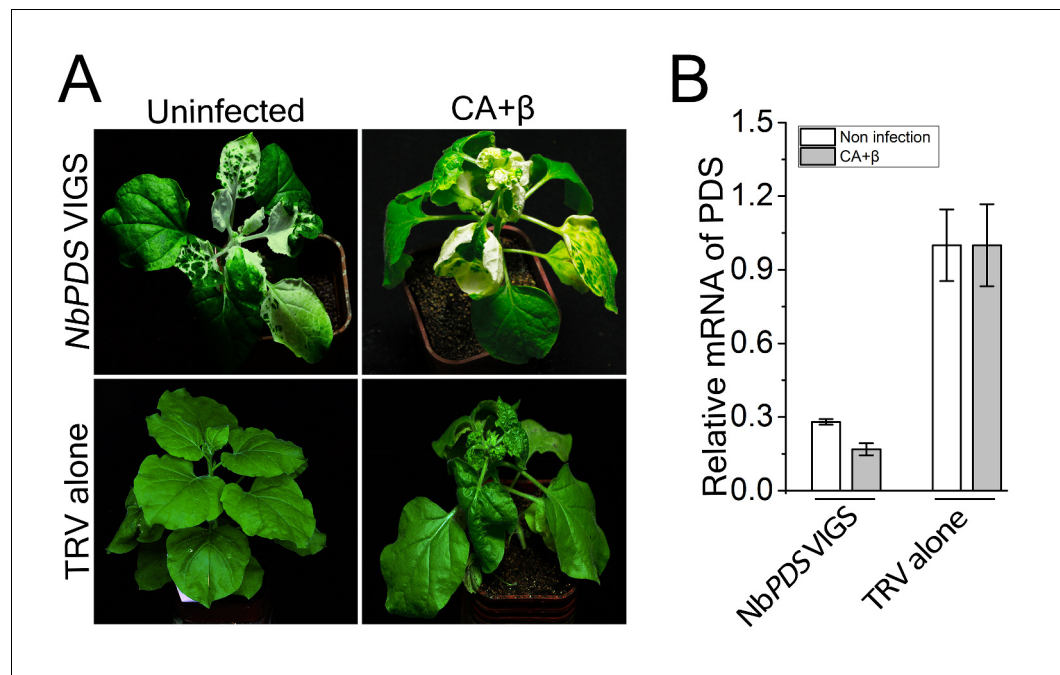 A
Uninfected
CA+β
NbPDS VIGS
TRV alone
B
Relative mRNA of PDS
1.5
1.2
0.9
0.6
0.3
0.0
Non infection
CA+β
NbPDS VIGS
TRV alone